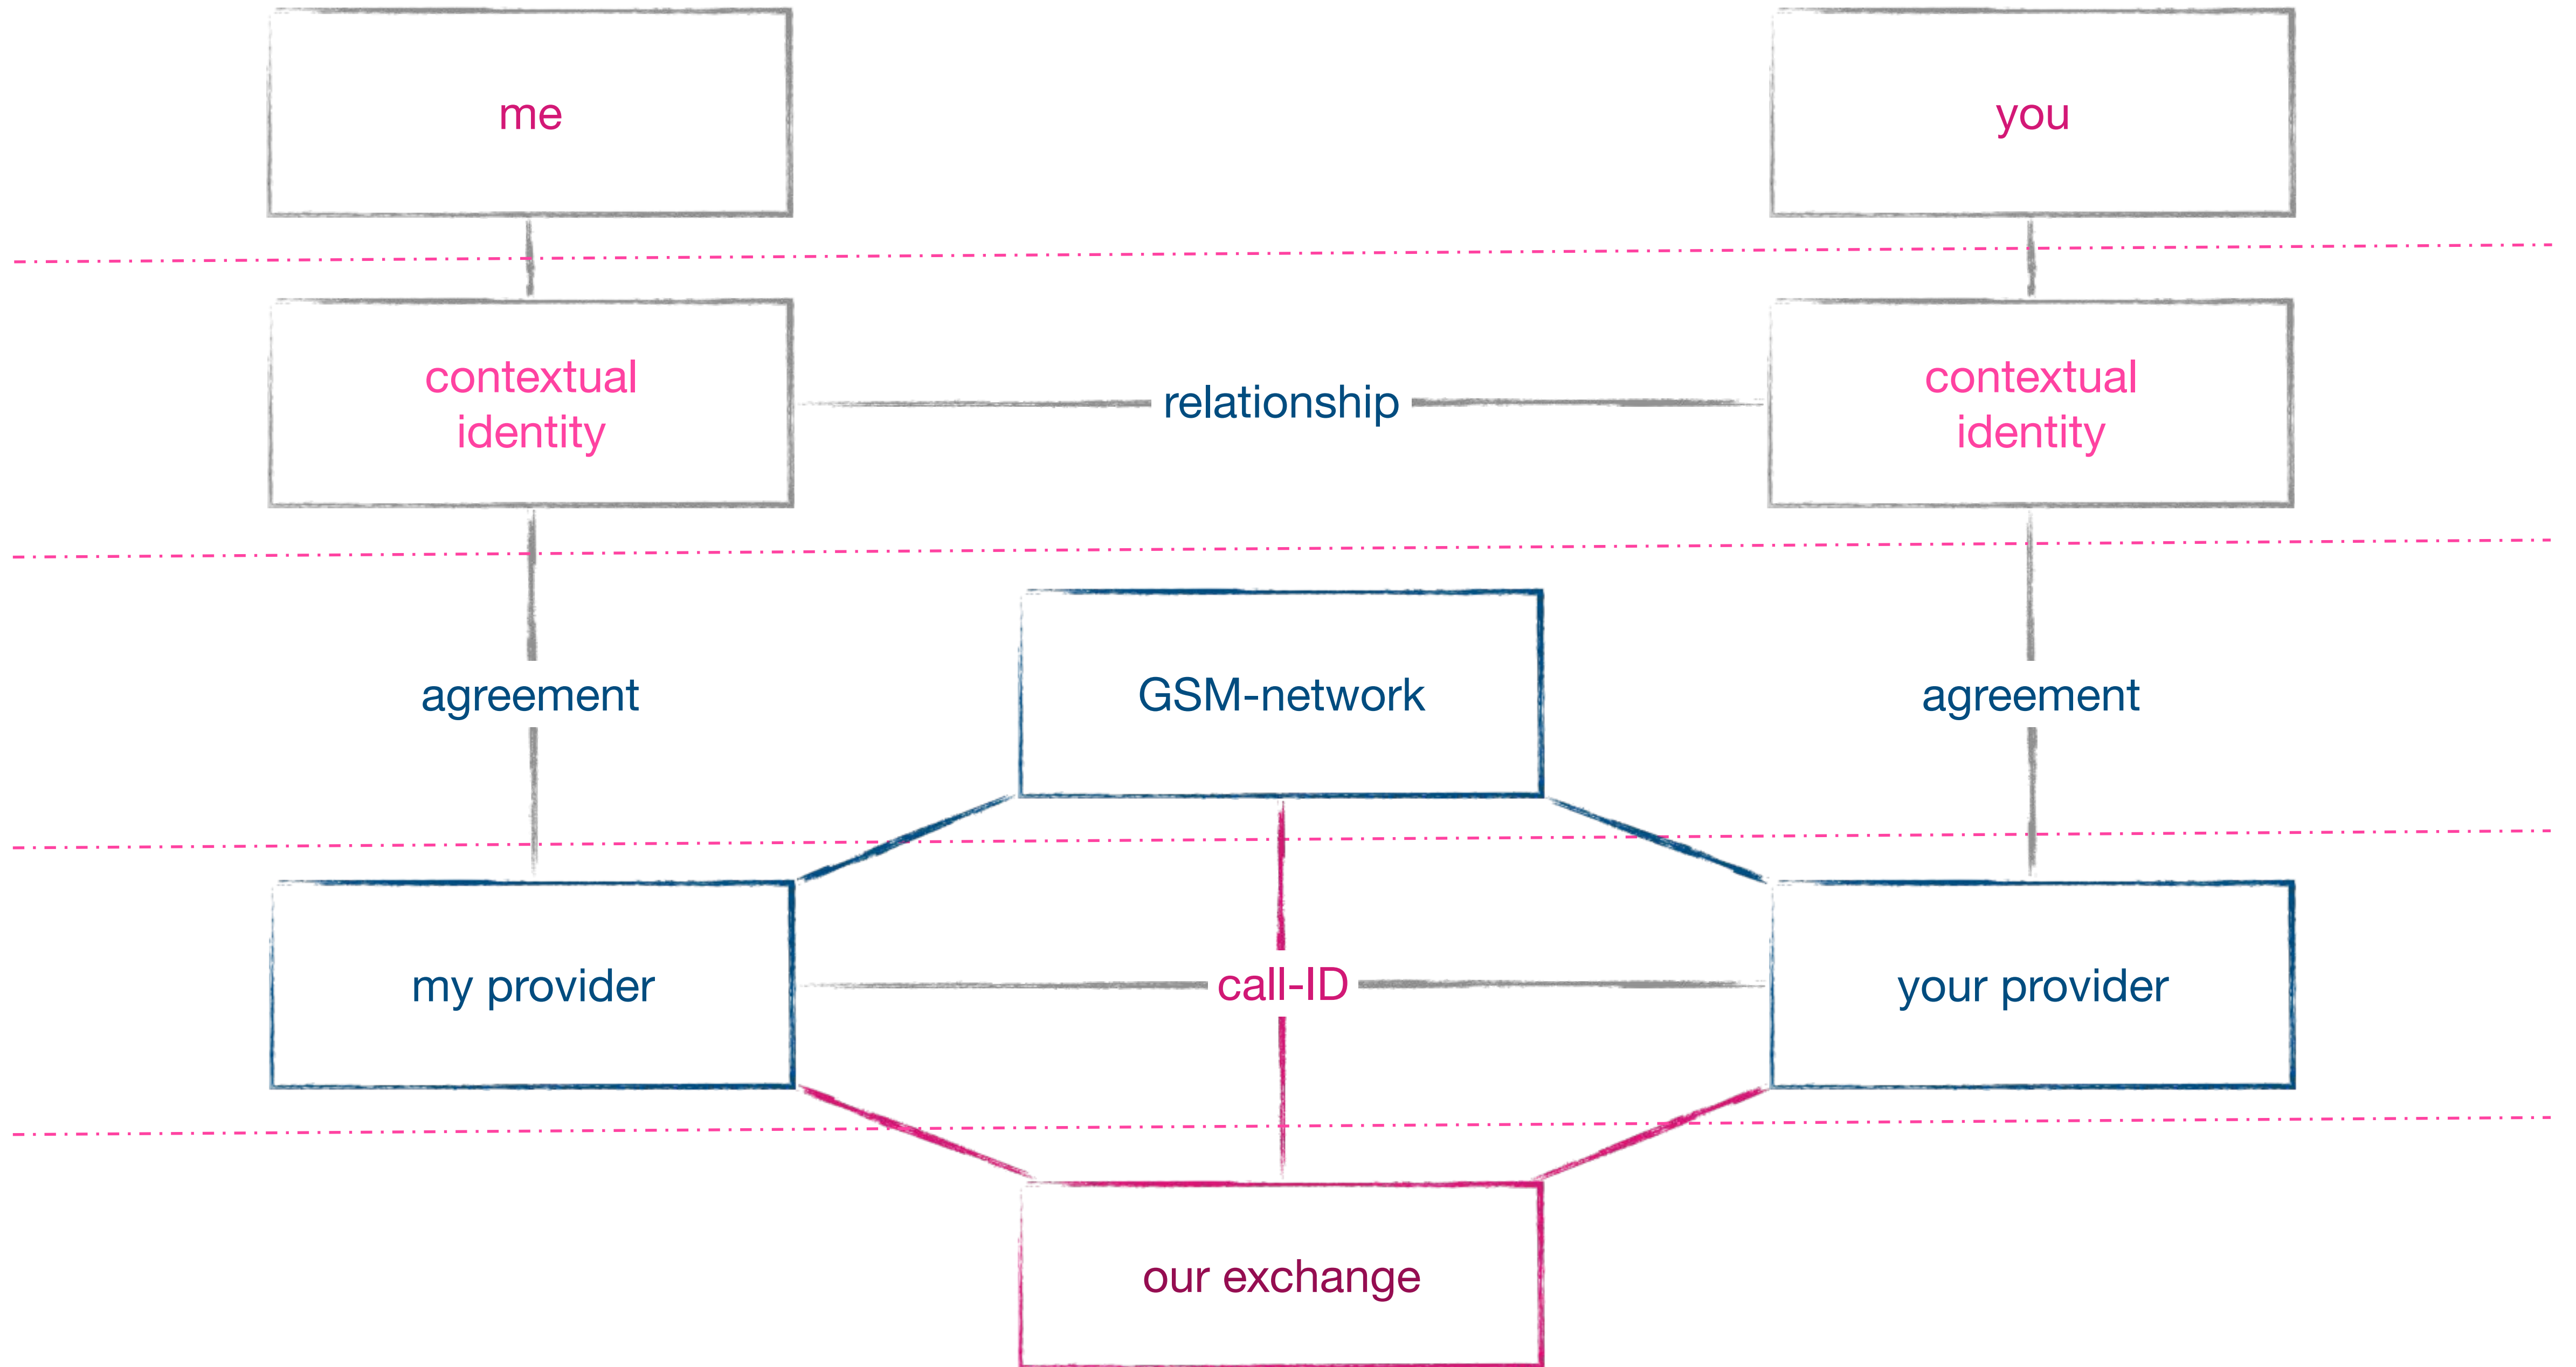 me
you
contextual
identity
relationship
contextual
identity
agreement
GSM-network
agreement
my provider
call-ID
your provider
our exchange